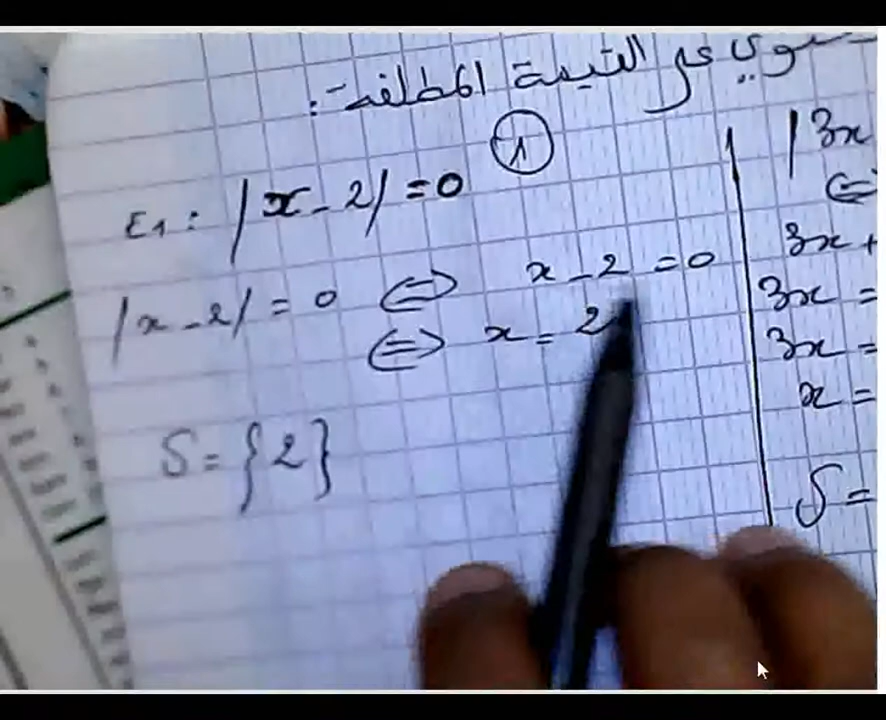 القيمة المطلقة :
①
E1 : |x - 2| = 0
|x - 2| = 0 ⇔ x - 2 = 0
⇔ x = 2
S = {2}
|3x
⇔
3x +
3x =
3x =
x =
S =